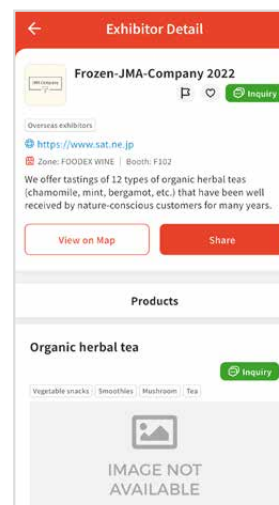 Exhibitor Detail
Frozen-JMA-Company 2022
Inquiry
Overseas exhibitors
https://www.sat.ne.jp
Zone: FOODEX WINE | Booth: F102
We offer tastings of 12 types of organic herbal teas
(chamomile, mint, bergamot, etc.) that have been well
received by nature-conscious customers for many years.
View on Map
Share
Products
Organic herbal tea
Inquiry
Vegetable snacks
Smoothies
Mushroom
Tea
IMAGE NOT
AVAILABLE